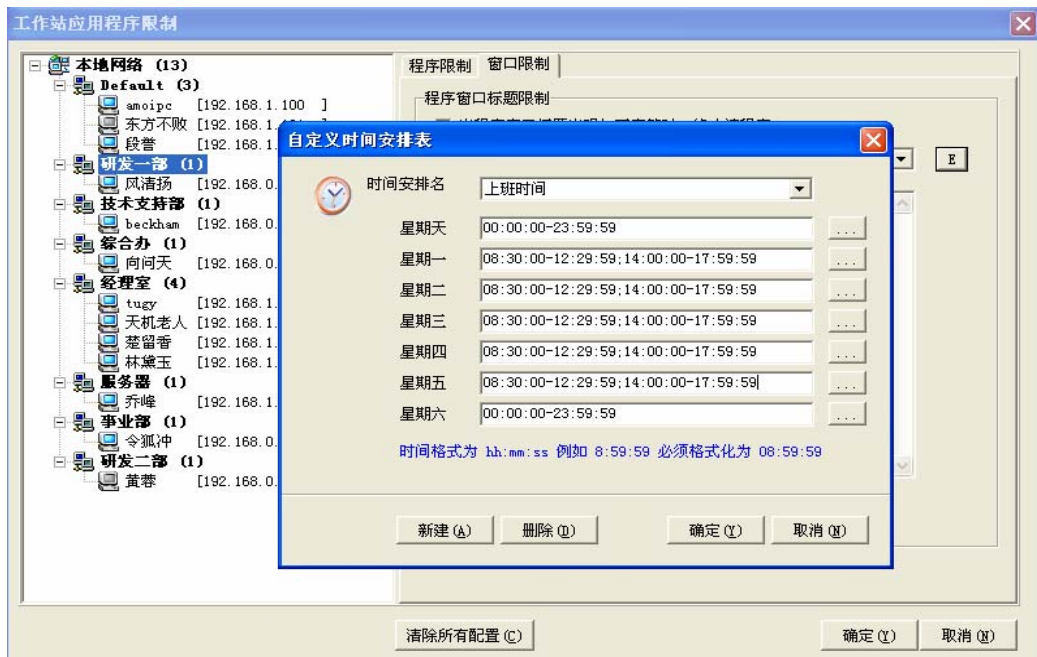 工作站应用程序限制
本地网络 (13)
Default (3)
amoipc [192.168.1.100 ]
东方不败 [192.168.1.
段誉 [192.168.1.
研发一部 (1)
风清扬 [192.168.0.
技术支持部 (1)
beckham [192.168.0.
综合办 (1)
向问天 [192.168.0.
经理室 (4)
tugy [192.168.1.
天机老人 [192.168.1.
楚留香 [192.168.1.
林黛玉 [192.168.1.
服务器 (1)
乔峰 [192.168.1.
事业部 (1)
令狐冲 [192.168.0.
研发二部 (1)
黄蓉 [192.168.0.
程序限制 窗口限制
程序窗口标题限制
E
自定义时间安排表
时间安排名 上班时间
星期天 00:00:00-23:59:59 ...
星期一 08:30:00-12:29:59;14:00:00-17:59:59 ...
星期二 08:30:00-12:29:59;14:00:00-17:59:59 ...
星期三 08:30:00-12:29:59;14:00:00-17:59:59 ...
星期四 08:30:00-12:29:59;14:00:00-17:59:59 ...
星期五 08:30:00-12:29:59;14:00:00-17:59:59 ...
星期六 00:00:00-23:59:59 ...
时间格式为 hh:mm:ss 例如 8:59:59 必须格式化为 08:59:59
新建(A) 删除(D) 确定(Y) 取消(N)
清除所有配置(C) 确定(Y) 取消(N)